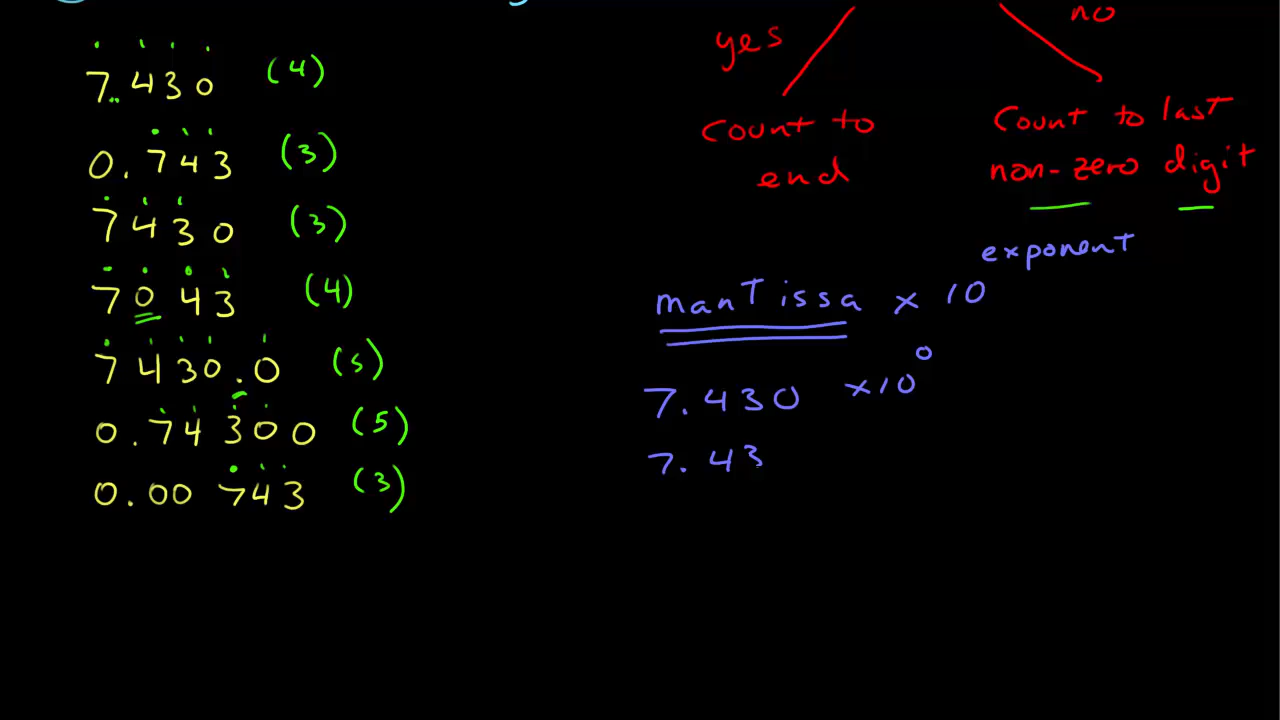 7.430 (4)
0.743 (3)
7430 (3)
7043 (4)
7430.0 (5)
0.74300 (5)
0.00743 (3)
yes
no
Count to
end
Count to last
non-zero digit
exponent
mantissa x 10
7.430 x10⁰
7.43